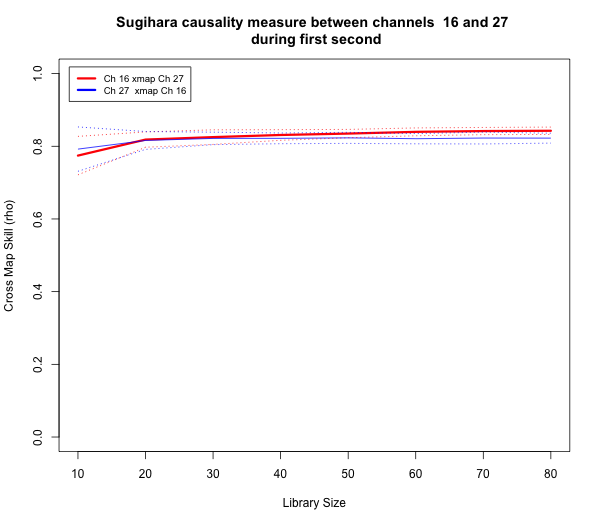 Sugihara causality measure between channels  16 and 27
during first second
Ch 16 xmap Ch 27
Ch 27  xmap Ch 16
Cross Map Skill (rho)
1.0
0.8
0.6
0.4
0.2
0.0
10 20 30 40 50 60 70 80
Library Size